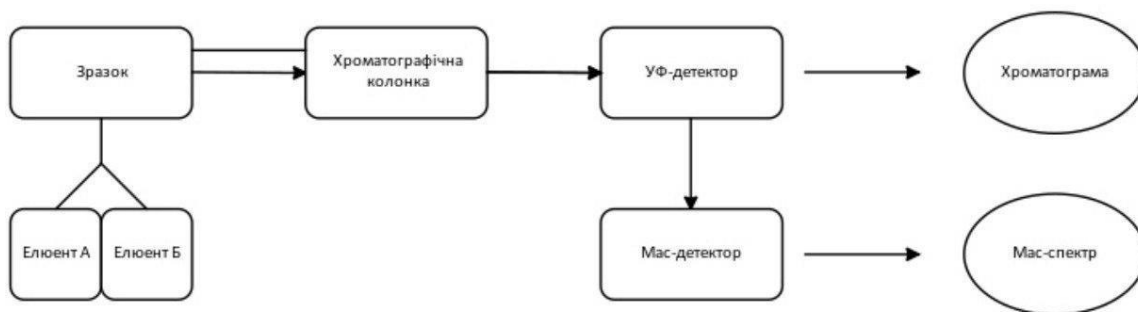 Зразок
Хроматографічна
колонка
УФ-детектор
Хроматограма
Елюент А
Елюент Б
Мас-детектор
Мас-спектр